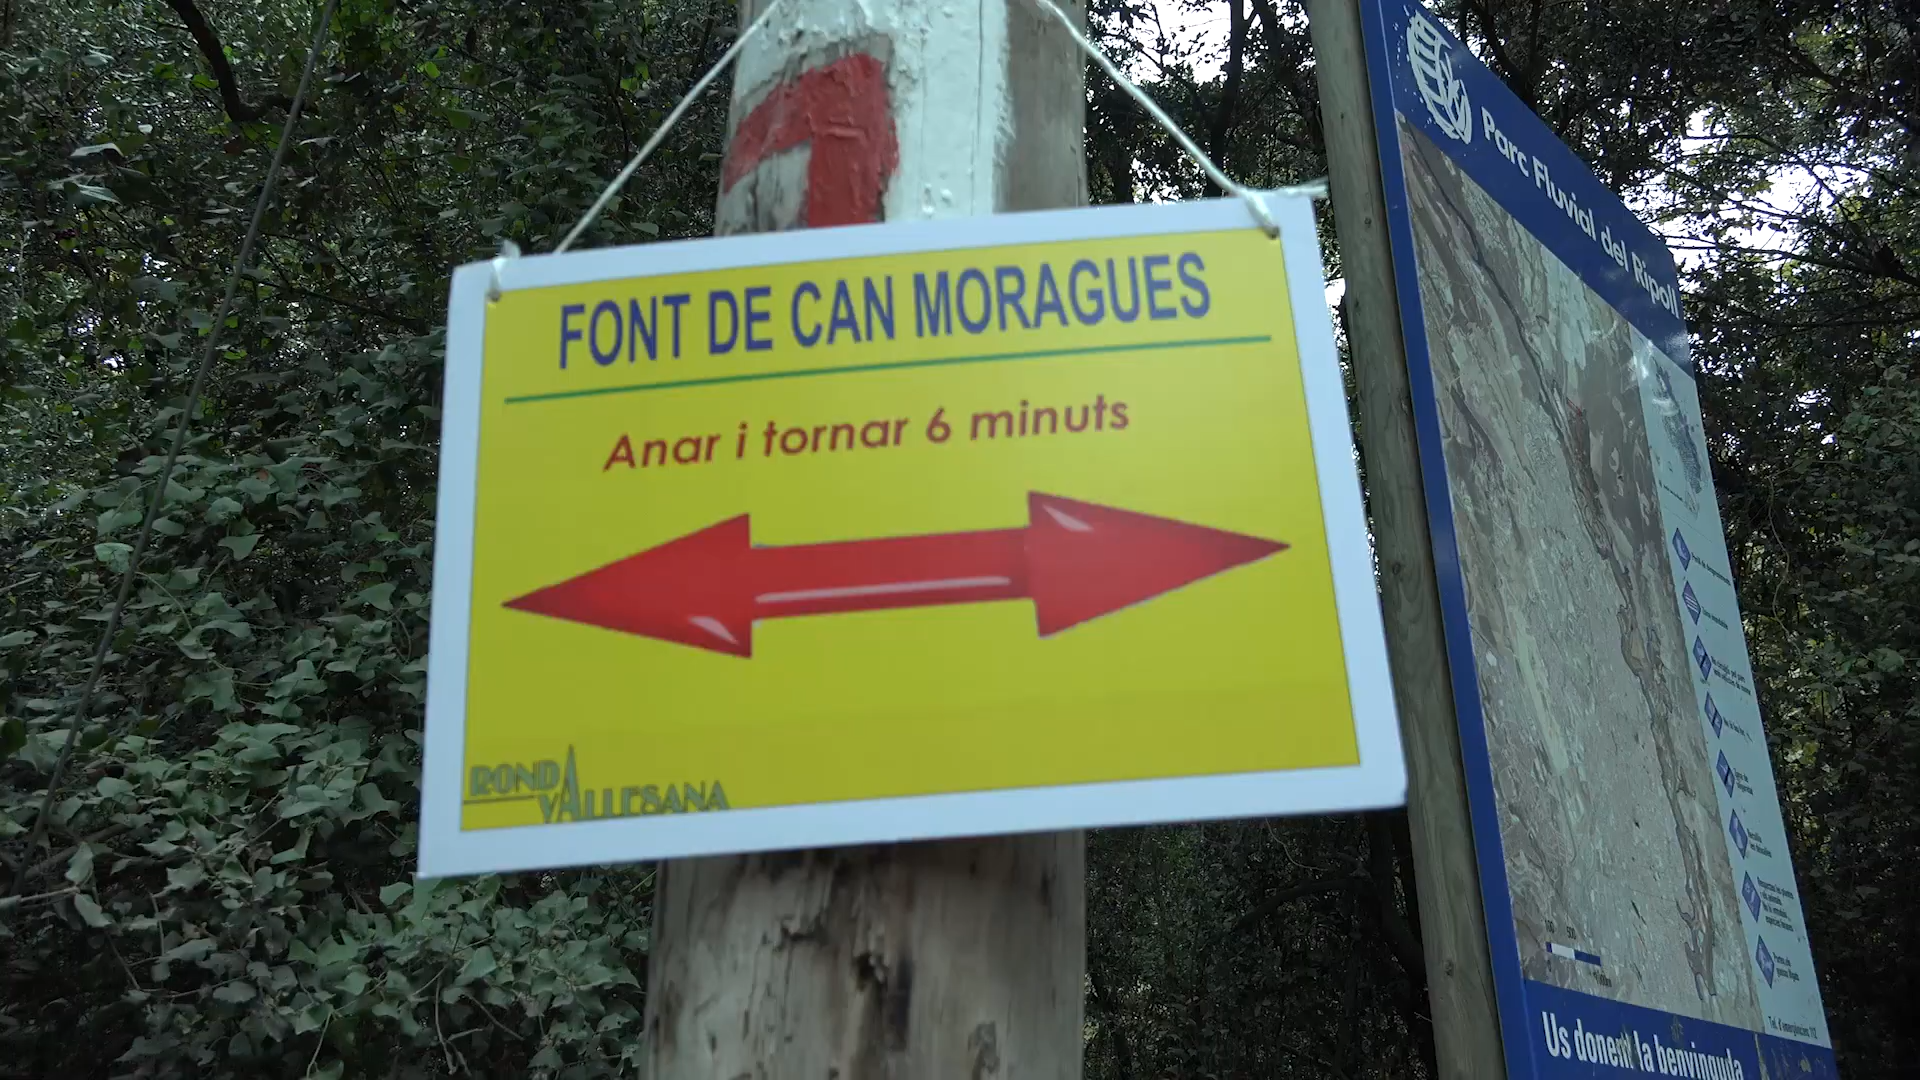 FONT DE CAN MORAGUES
Anar i tornar 6 minuts
RONDA
VALLESANA
Parc Fluvial del Ripoll
Us donem la benvinguda